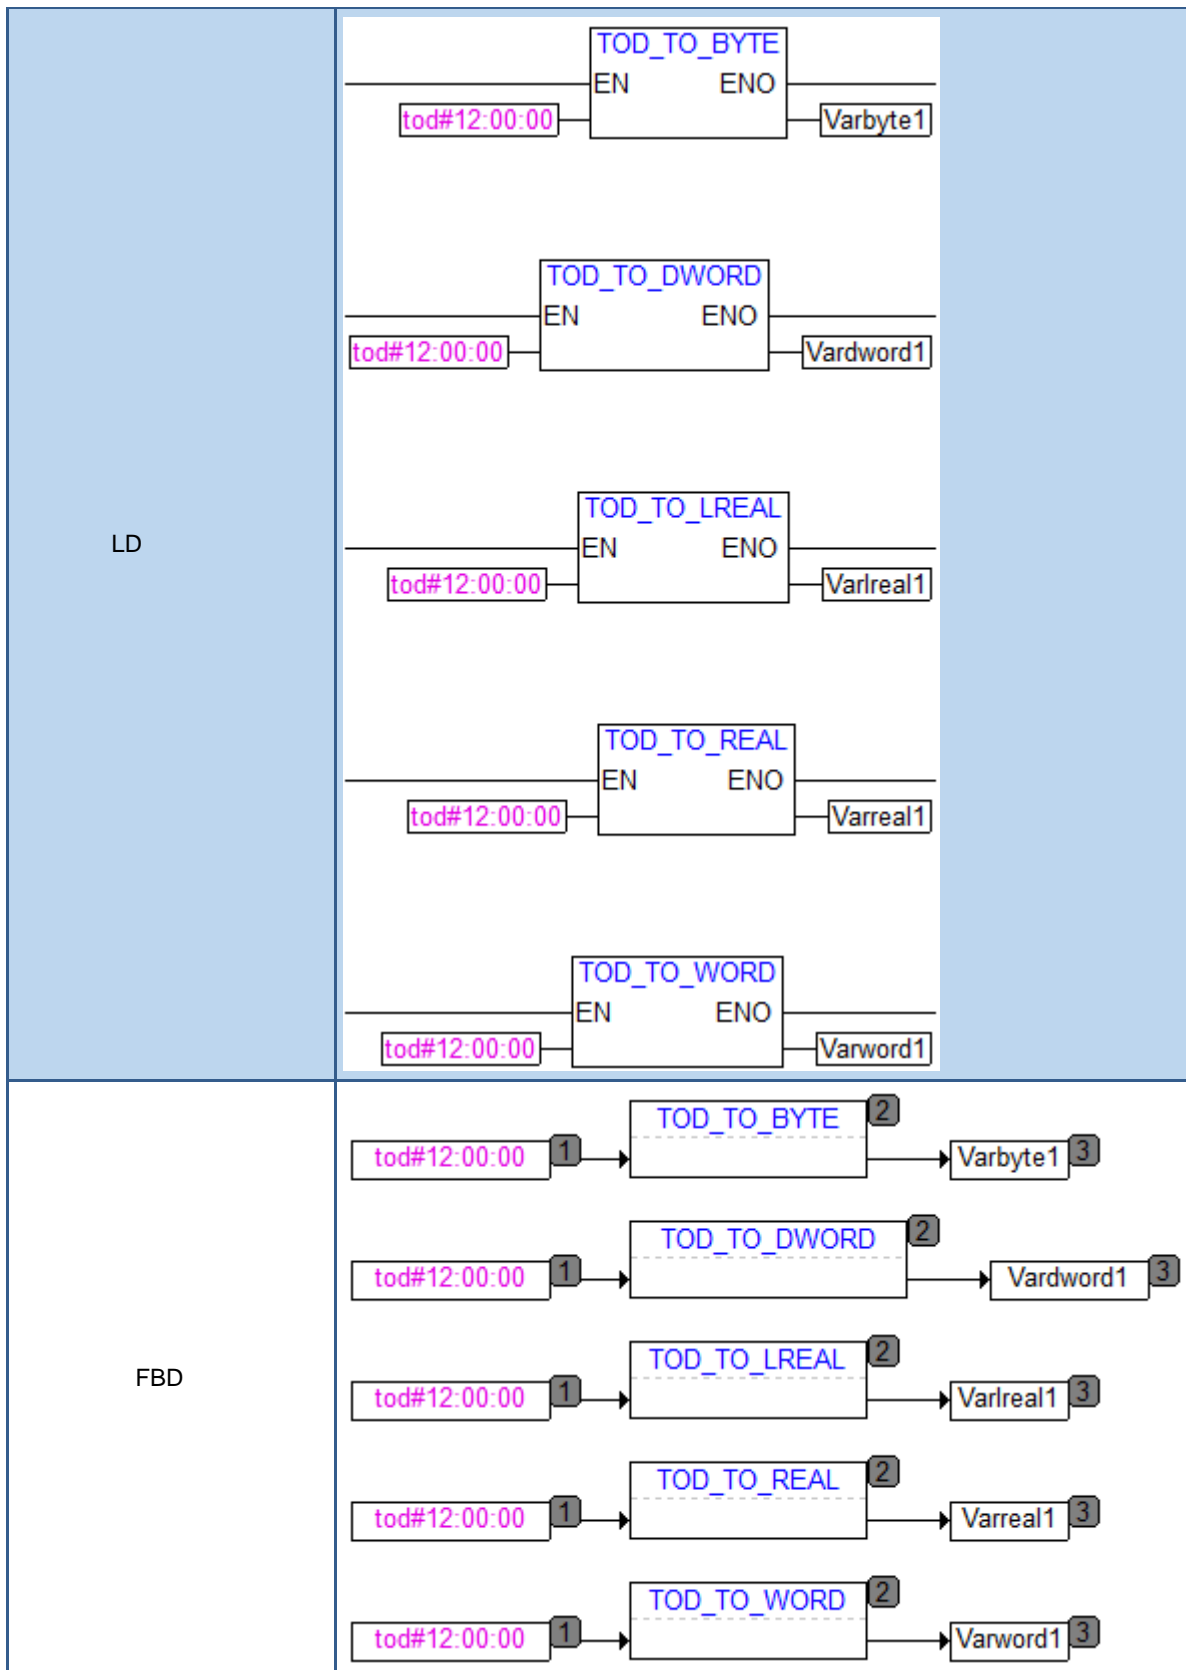 LD
TOD_TO_BYTE
EN ENO
tod#12:00:00 Varbyte1
TOD_TO_DWORD
EN ENO
tod#12:00:00 Vardword1
TOD_TO_LREAL
EN ENO
tod#12:00:00 Varlreal1
TOD_TO_REAL
EN ENO
tod#12:00:00 Varreal1
TOD_TO_WORD
EN ENO
tod#12:00:00 Varword1
FBD
TOD_TO_BYTE 2
tod#12:00:00 1 Varbyte1 3
TOD_TO_DWORD 2
tod#12:00:00 1 Vardword1 3
TOD_TO_LREAL 2
tod#12:00:00 1 Varlreal1 3
TOD_TO_REAL 2
tod#12:00:00 1 Varreal1 3
TOD_TO_WORD 2
tod#12:00:00 1 Varword1 3